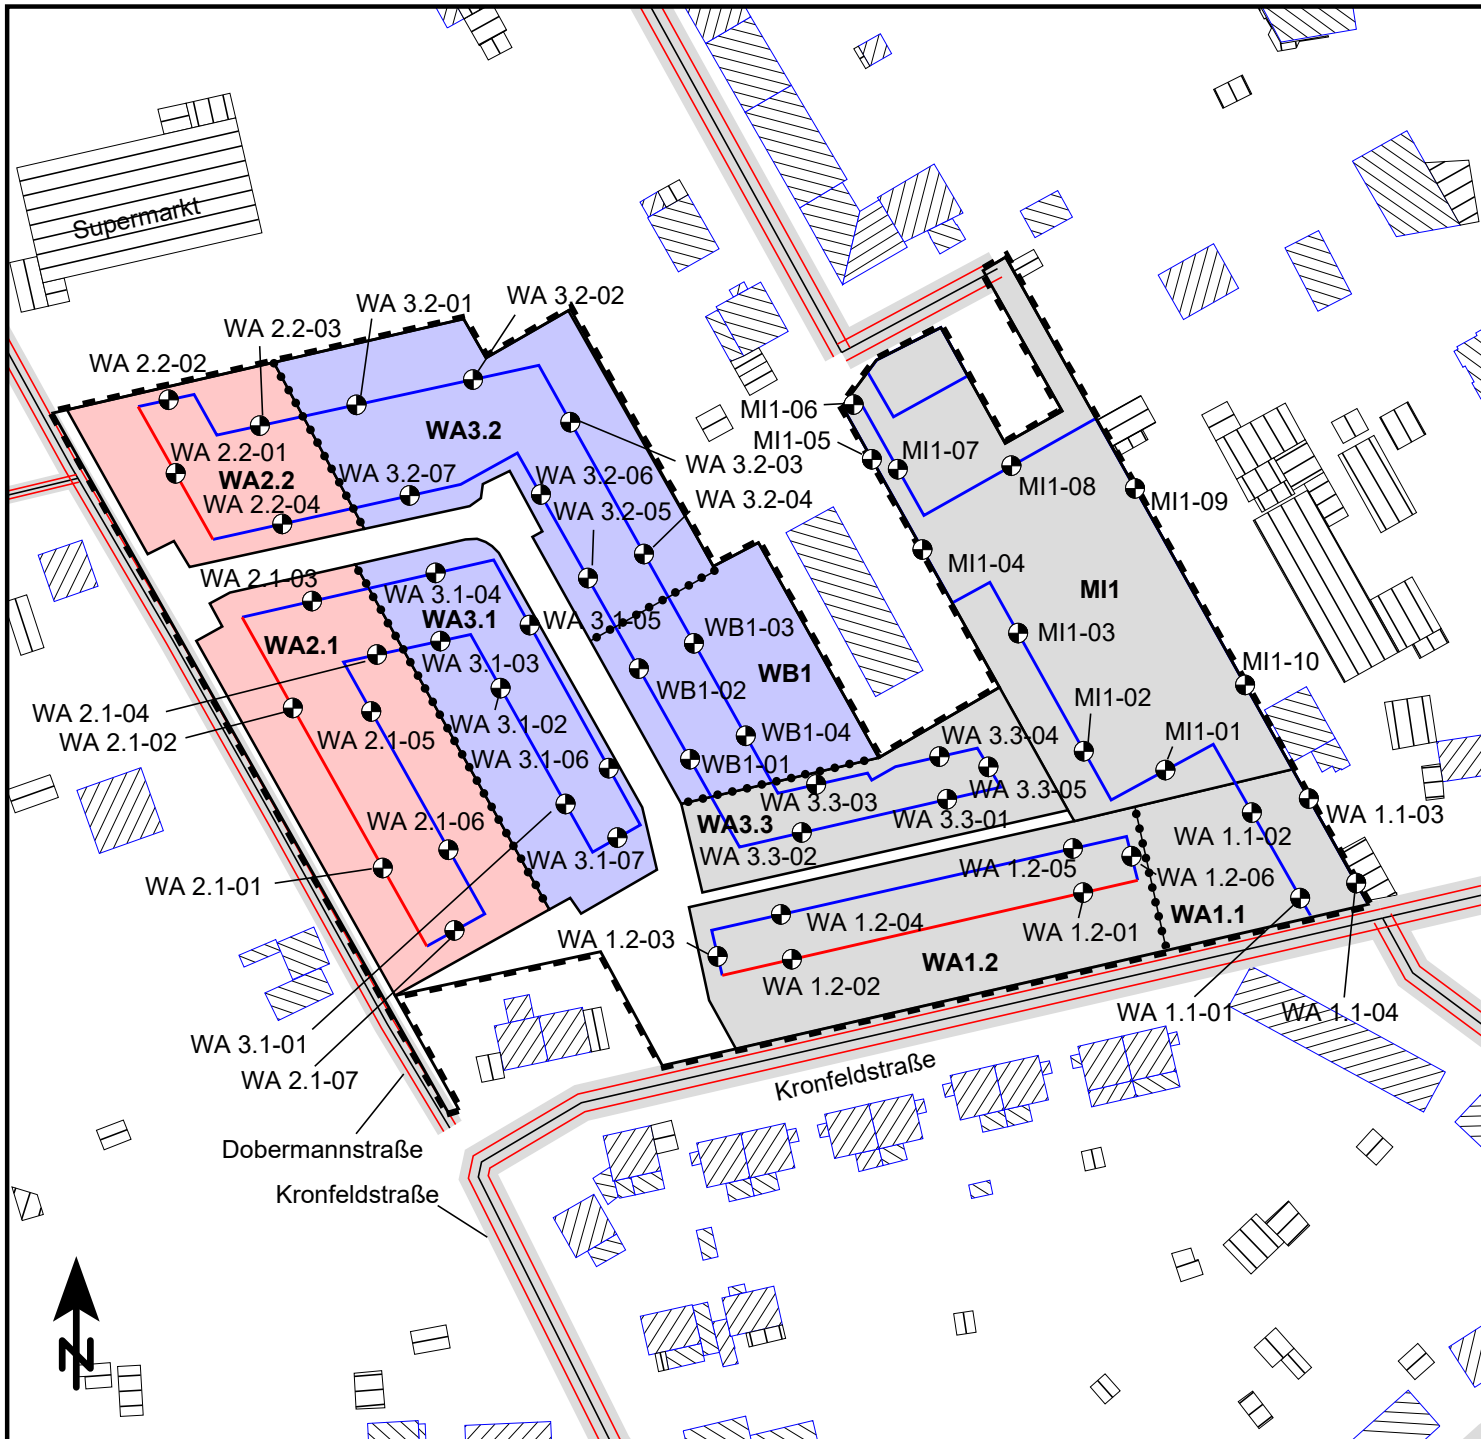 Supermarkt
WA 3.2-01
WA 3.2-02
WA 2.2-03
WA 2.2-02
MI1-06
WA3.2
MI1-05
WA 2.2-01
WA 3.2-03
MI1-07
WA2.2
WA 3.2-07
WA 3.2-06
MI1-08
MI1-09
WA 2.2-04
WA 3.2-05
WA 3.2-04
MI1-04
WA 2.1-03
WA 3.1-04
MI1
WA3.1
WA 3.1-05
WB1-03
MI1-03
WA2.1
WA 3.1-03
WB1
WB1-02
MI1-10
WA 2.1-04
WA 2.1-02
WA 2.1-05
WA 3.1-02
MI1-02
WB1-04
WA 3.3-04
MI1-01
WA 3.1-06
WB1-01
WA 3.3-03
WA 3.3-05
WA 2.1-06
WA3.3
WA 3.3-01
WA 1.1-02
WA 1.1-03
WA 3.1-07
WA 3.3-02
WA 1.2-05
WA 1.2-06
WA 2.1-01
WA 1.2-04
WA1.1
WA 1.2-03
WA 1.2-01
WA1.2
WA 1.2-02
WA 1.1-01
WA 1.1-04
WA 3.1-01
WA 2.1-07
Kronfeldstraße
Dobermannstraße
Kronfeldstraße
N